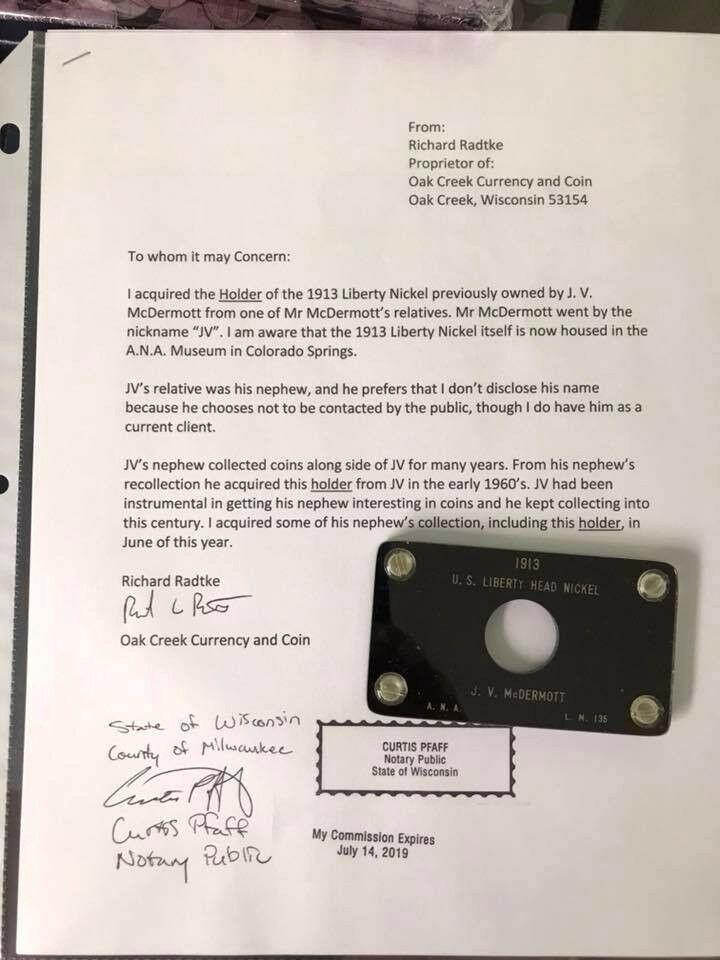 From:
Richard Radtke
Proprietor of:
Oak Creek Currency and Coin
Oak Creek, Wisconsin 53154
To whom it may Concern:
I acquired the Holder of the 1913 Liberty Nickel previously owned by J. V.
McDermott from one of Mr McDermott's relatives. Mr McDermott went by the
nickname "JV". I am aware that the 1913 Liberty Nickel itself is now housed in the
A.N.A. Museum in Colorado Springs.
JV's relative was his nephew, and he prefers that I don't disclose his name
because he chooses not to be contacted by the public, though I do have him as a
current client.
JV's nephew collected coins along side of JV for many years. From his nephew's
recollection he acquired this holder from JV in the early 1960's. JV had been
instrumental in getting his nephew interesting in coins and he kept collecting into
this century. I acquired some of his nephew's collection, including this holder, in
June of this year.
Richard Radtke
Oak Creek Currency and Coin
1913
U. S. LIBERTY HEAD NICKEL
J. V. McDERMOTT
A. N. A.
L. M. 135
State of Wisconsin
County of Milwaukee
Curtis Pfaff
Notary Public
CURTIS PFAFF
Notary Public
State of Wisconsin
My Commission Expires
July 14, 2019